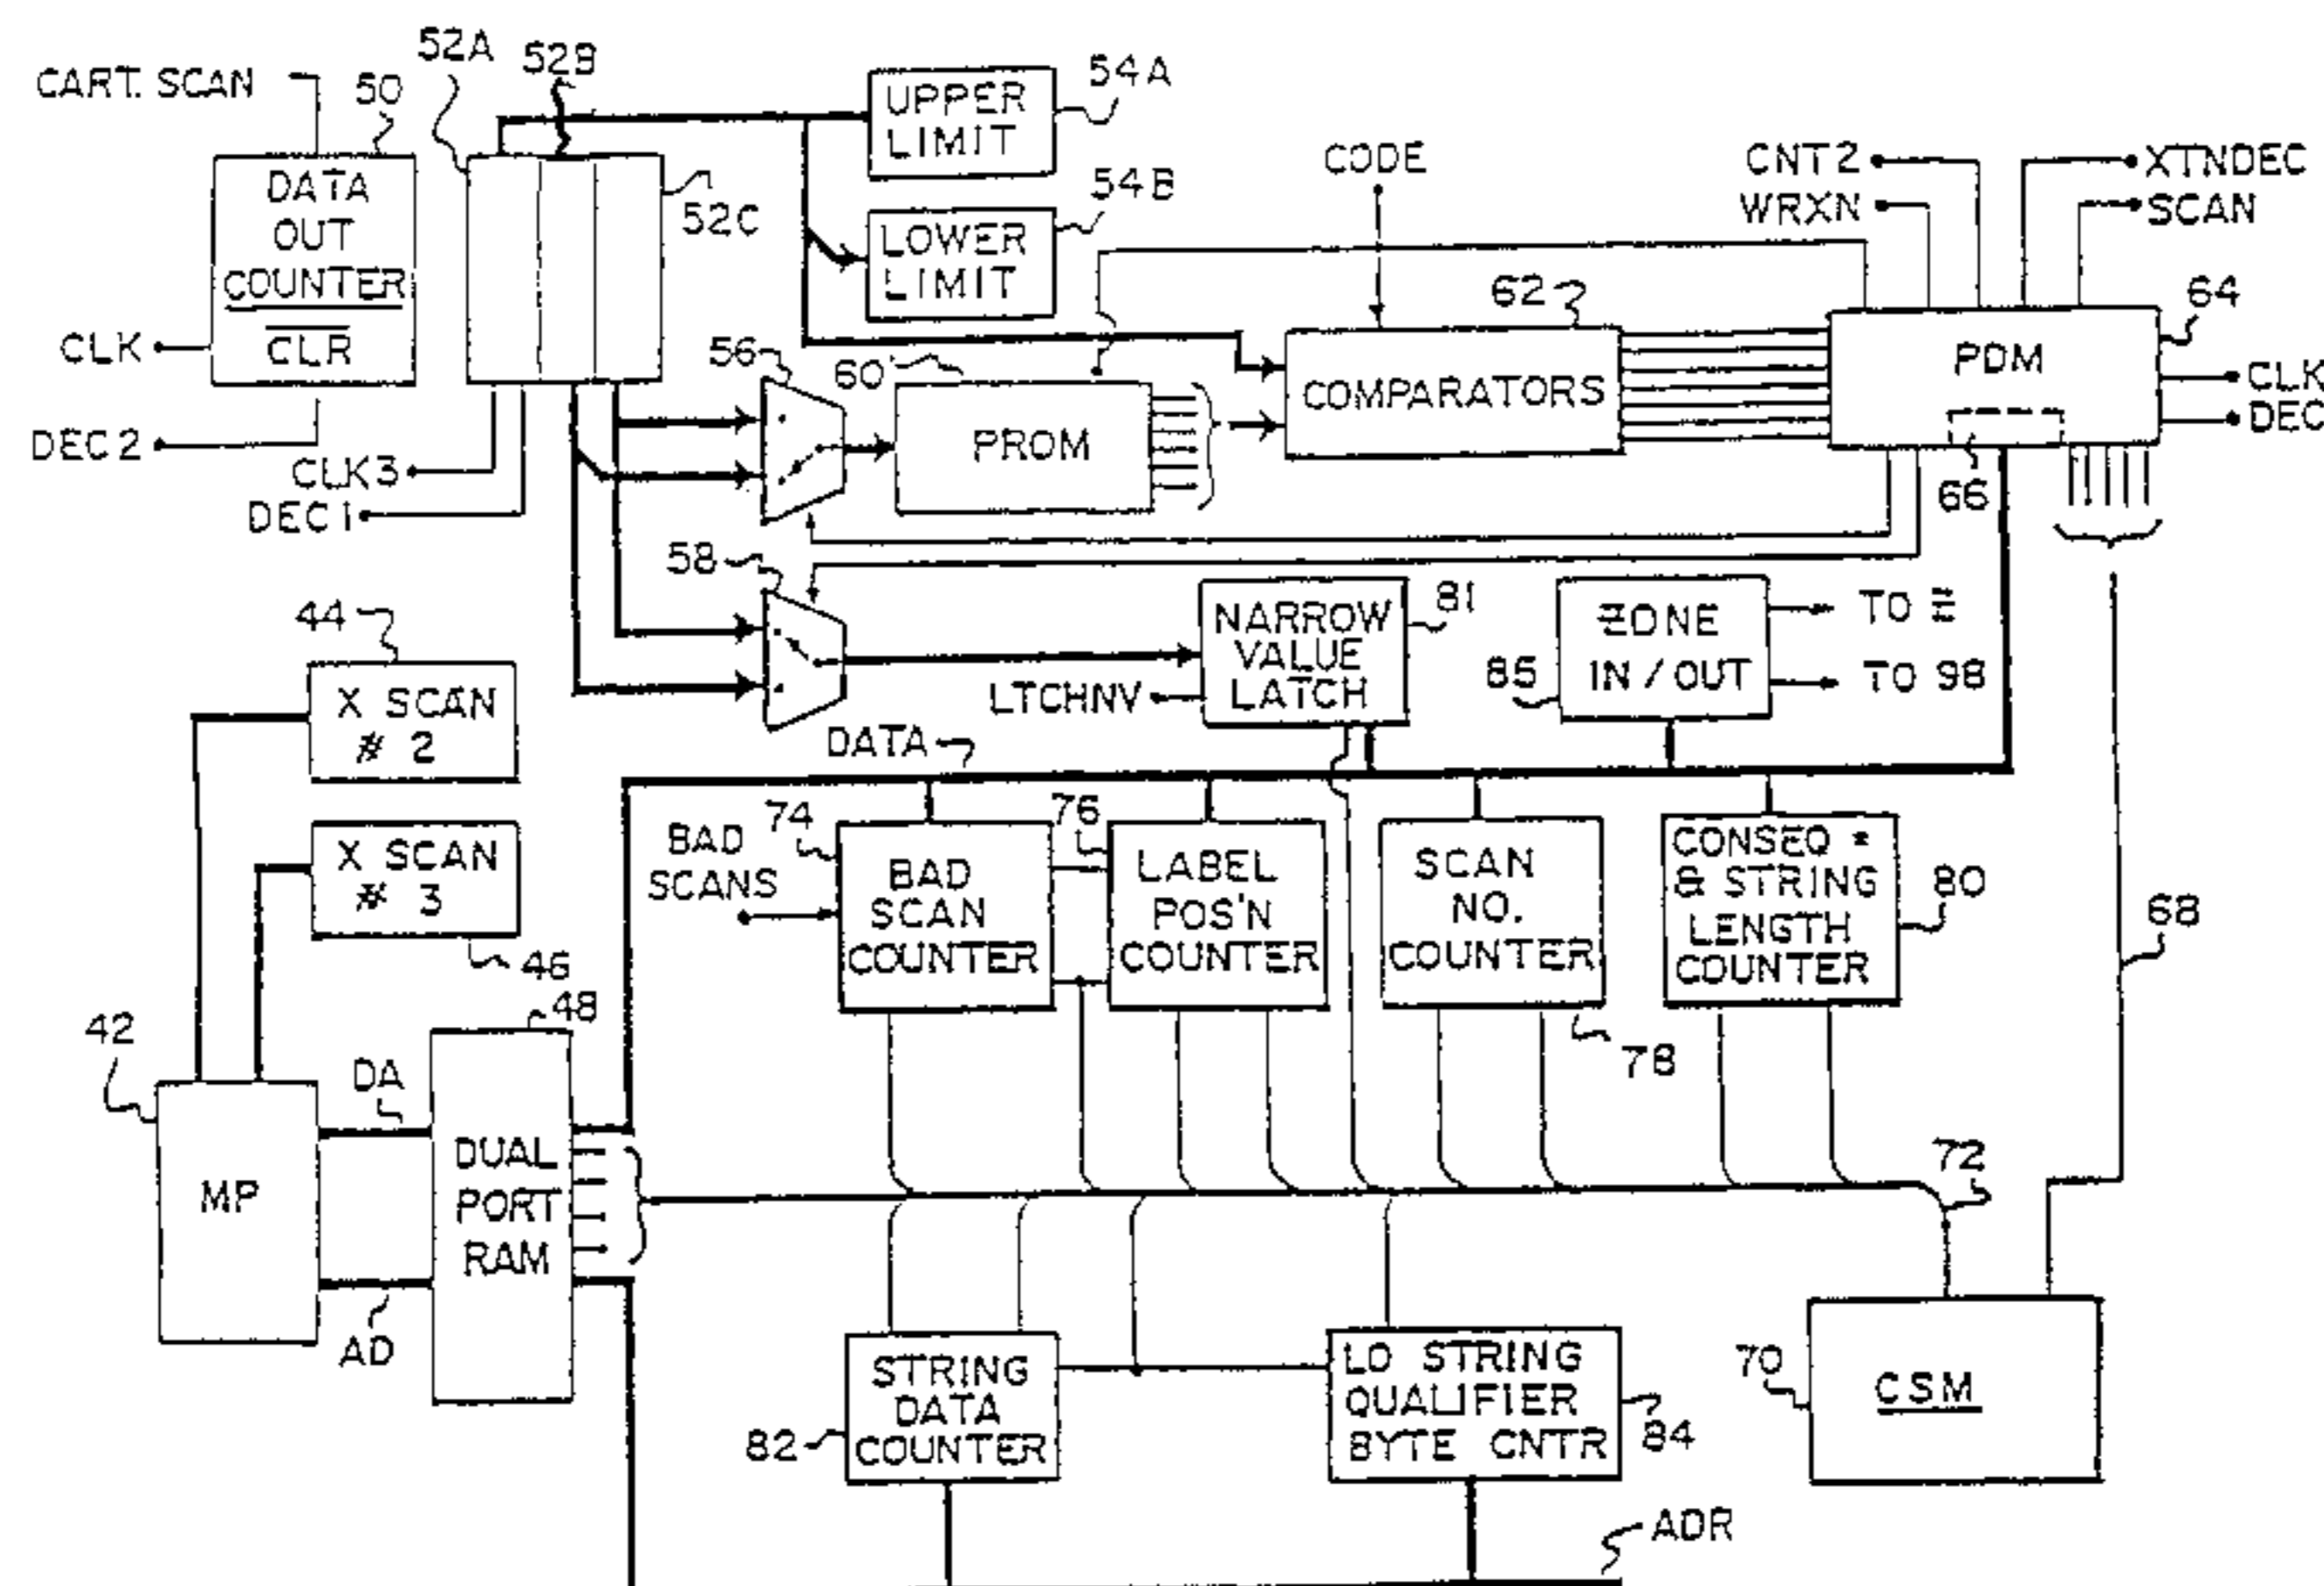 CART. SCAN
50
52A
52B
52C
DATA
OUT
COUNTER
CLR
CLK
DEC2
CLK3
DEC1
UPPER
LIMIT
54A
LOWER
LIMIT
54B
CODE
CNT2
WRXN
XTNDEC
SCAN
56
60
PROM
62
COMPARATORS
PDM
64
CLK
DEC
66
58
NARROW
VALUE
LATCH
81
LTCHNV
ZONE
IN / OUT
TO
TO 98
44
X SCAN
# 2
X SCAN
# 3
46
DATA
BAD
SCANS
74
BAD
SCAN
COUNTER
76
LABEL
POS'N
COUNTER
SCAN
NO.
COUNTER
78
CONSEQ =
& STRING
LENGTH
COUNTER
80
68
42
MP
DA
AD
48
DUAL
PORT
RAM
72
70
CSM
STRING
DATA
COUNTER
82
LO STRING
QUALIFIER
BYTE CNTR
84
ADR